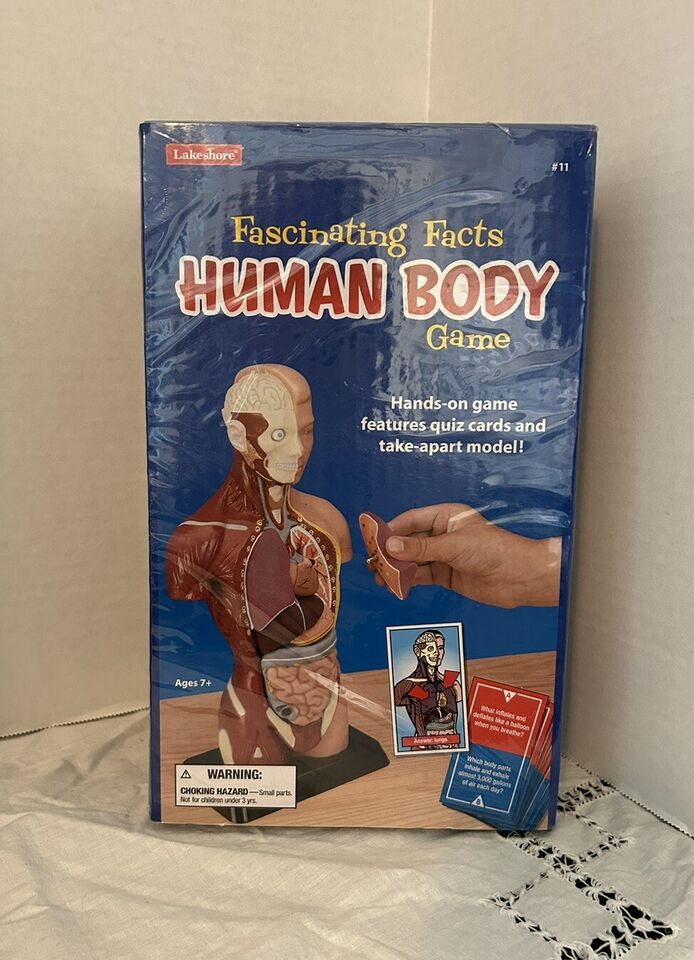 Lakeshore
#11
Fascinating Facts
HUMAN BODY
Game
Hands-on game
features quiz cards and
take-apart model!
Ages 7+
WARNING:
CHOKING HAZARD — Small parts.
Not for children under 3 yrs.
Answer: lungs
A
What inflates and
deflates like a balloon
when you breathe?
Which body parts
inhale and exhale
almost 3,000 gallons
of air each day?
B